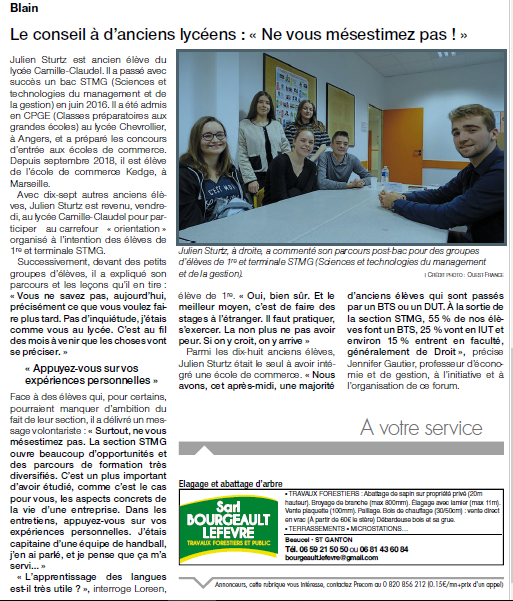 Blain
Le conseil à d'anciens lycéens : « Ne vous mésestimez pas ! »
Julien Sturtz est ancien élève du
lycée Camille-Claudel. Il a passé avec
succès un bac STMG (Sciences et
technologies du management et de
la gestion) en juin 2016. Il a été admis
en CPGE (Classes préparatoires aux
grandes écoles) au lycée Chevrollier,
à Angers, et a préparé les concours
d'entrée aux écoles de commerce.
Depuis septembre 2018, il est élève
de l'école de commerce Kedge, à
Marseille.
Avec dix-sept autres anciens élè-
ves, Julien Sturtz est revenu, vendre-
di, au lycée Camille-Claudel pour par-
ticiper au carrefour « orientation »
organisé à l'intention des élèves de
1re et terminale STMG.
Successivement, devant des petits
groupes d'élèves, il a expliqué son
parcours et les leçons qu'il en tire :
« Vous ne savez pas, aujourd'hui,
précisément ce que vous voulez fai-
re plus tard. Pas d'inquiétude, j'étais
comme vous au lycée. C'est au fil
des mois à venir que les choses vont
se préciser. »
« Appuyez-vous sur vos
expériences personnelles »
Face à des élèves qui, pour certains,
pourraient manquer d'ambition du
fait de leur section, il a délivré un mes-
sage volontariste : « Surtout, ne vous
mésestimez pas. La section STMG
ouvre beaucoup d'opportunités et
des parcours de formation très
diversifiés. C'est un plus important
d'avoir étudié, comme c'est le cas
pour vous, les aspects concrets de
la vie d'une entreprise. Dans les
entretiens, appuyez-vous sur vos
expériences personnelles. J'étais
capitaine d'une équipe de handball,
j'en ai parlé, et je pense que ça m'a
servi... »
« L'apprentissage des langues
est-il très utile ? », interroge Loreen,
Julien Sturtz, à droite, a commenté son parcours post-bac pour des groupes
d'élèves de 1re et terminale STMG (Sciences et technologies du management
et de la gestion).
| CRÉDIT PHOTO : OUEST FRANCE
élève de 1re. « Oui, bien sûr. Et le
meilleur moyen, c'est de faire des
stages à l'étranger. Il faut pratiquer,
s'exercer. La non plus ne pas avoir
peur. Si on y croit, on y arrive »
Parmi les dix-huit anciens élèves,
Julien Sturtz était le seul à avoir inté-
gré une école de commerce. « Nous
avons, cet après-midi, une majorité
d'anciens élèves qui sont passés
par un BTS ou un DUT. À la sortie de
la section STMG, 55 % de nos élè-
ves font un BTS, 25 % vont en IUT et
environ 15 % entrent en faculté,
généralement de Droit », précise
Jennifer Gautier, professeur d'écono-
mie et de gestion, à l'initiative et à
l'organisation de ce forum.
A votre service
Elagage et abattage d'arbre
Sarl
BOURGEAULT
LEFEVRE
TRAVAUX FORESTIERS ET PUBLIC
• TRAVAUX FORESTIERS : Abattage de sapin sur propriété privé (20m
hauteur). Broyage de branche (max 800mm). Élagage avec lamier (max 11m).
Vente plaquette (100mm). Paillage. Bois de chauffage (30/50cm) : vente direct
en vrac (À partir de 60€ le stère) Débardeuse bois et sa grue.
• TERRASSEMENTS • MICROSTATIONS...
Beaucel - ST GANTON
Tél. 06 59 21 50 50 ou 06 81 43 60 84
bourgeault.lefevre@gmail.com
Annonceurs, cette rubrique vous intéresse, contactez Precom au 0 820 856 212 (0.15€/mn+prix d'un appel)